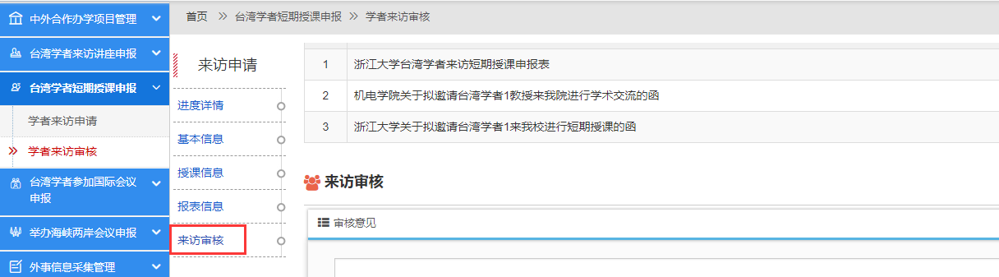 中外合作办学项目管理
台湾学者来访讲座申报
台湾学者短期授课申报
学者来访申请
学者来访审核
台湾学者参加国际会议
申报
举办海峡两岸会议申报
外事信息采集管理
首页 >> 台湾学者短期授课申报 >> 学者来访审核
来访申请
进度详情
基本信息
授课信息
报表信息
来访审核
1 浙江大学台湾学者来访短期授课申报表
2 机电学院关于拟邀请台湾学者1教授来我院进行学术交流的函
3 浙江大学关于拟邀请台湾学者1来我校进行短期授课的函
来访审核
审核意见